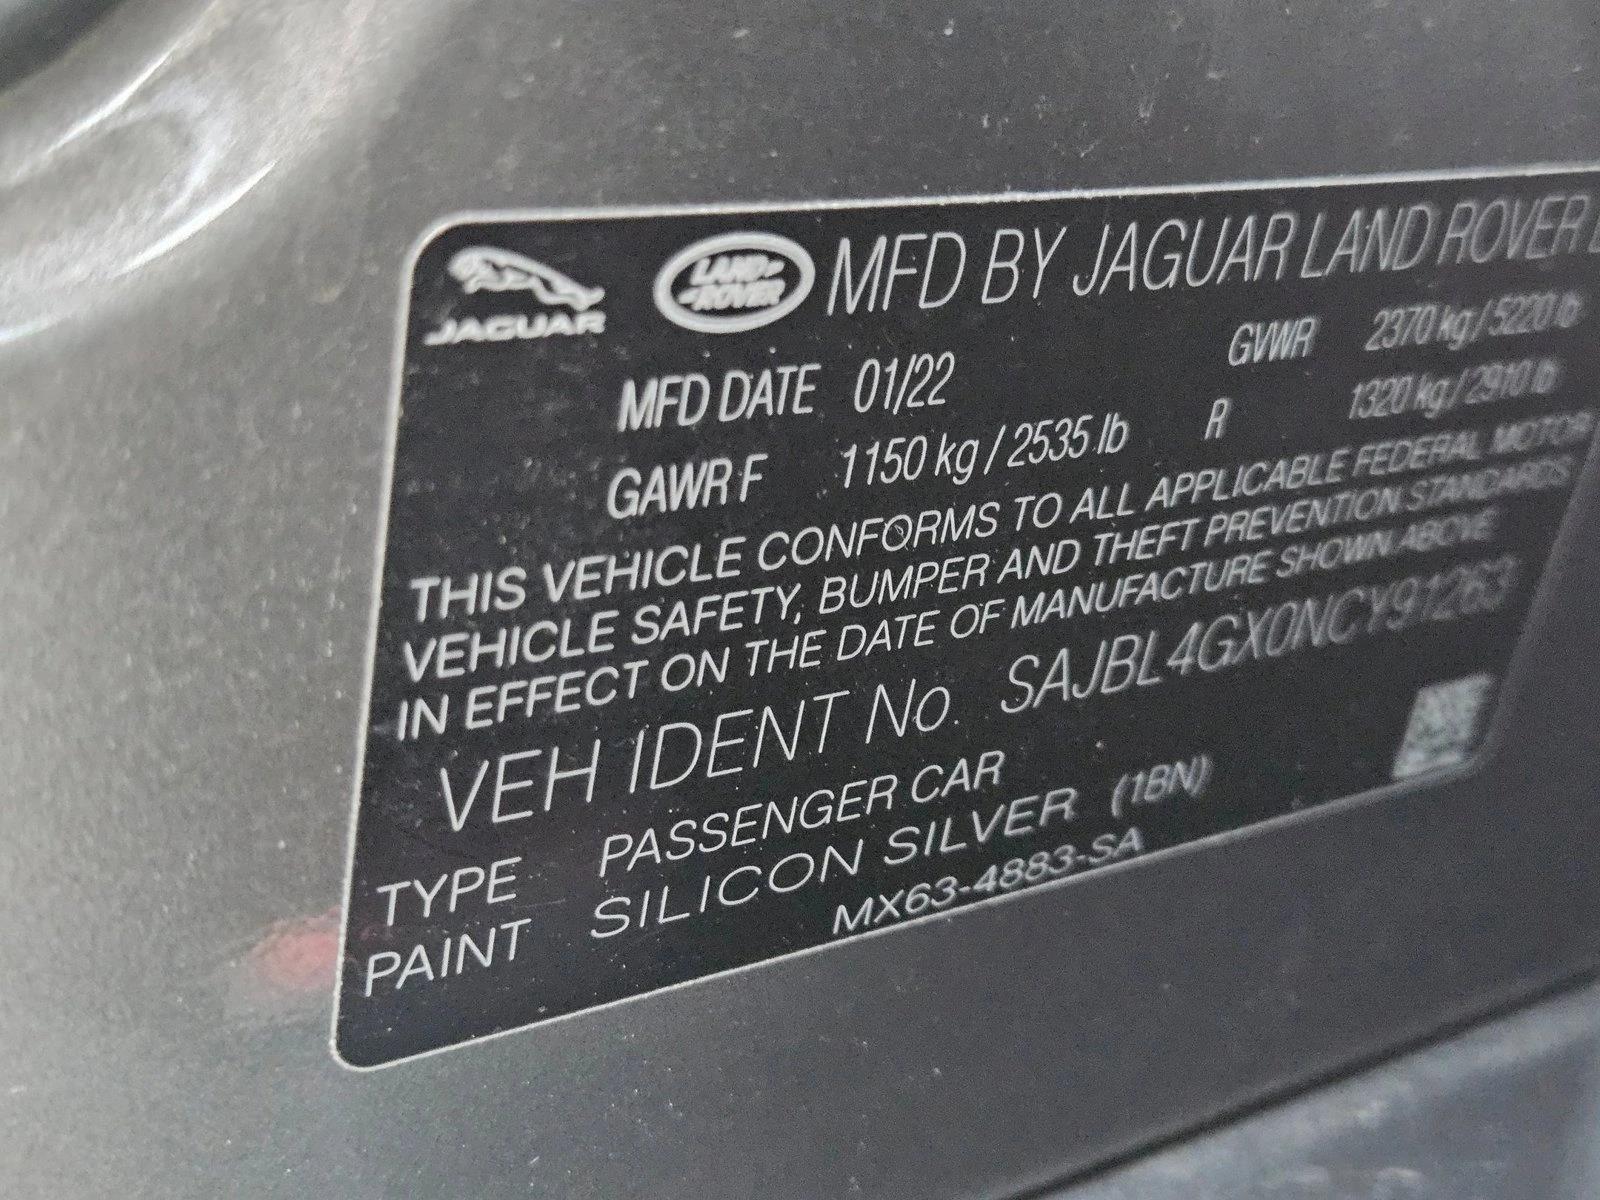 JAGUAR
LAND ROVER
MFD BY JAGUAR LAND ROVER
MFD DATE 01/22 GVWR 2370 kg / 5220 lb
GAWR F 1150 kg / 2535 lb R 1320 kg / 2910 lb
THIS VEHICLE CONFORMS TO ALL APPLICABLE FEDERAL MOTOR
VEHICLE SAFETY, BUMPER AND THEFT PREVENTION STANDARDS
IN EFFECT ON THE DATE OF MANUFACTURE SHOWN ABOVE
VEH IDENT No. SAJBL4GX0NCY91263
TYPE PASSENGER CAR
PAINT SILICON SILVER (1BN)
MX63-4883-SA